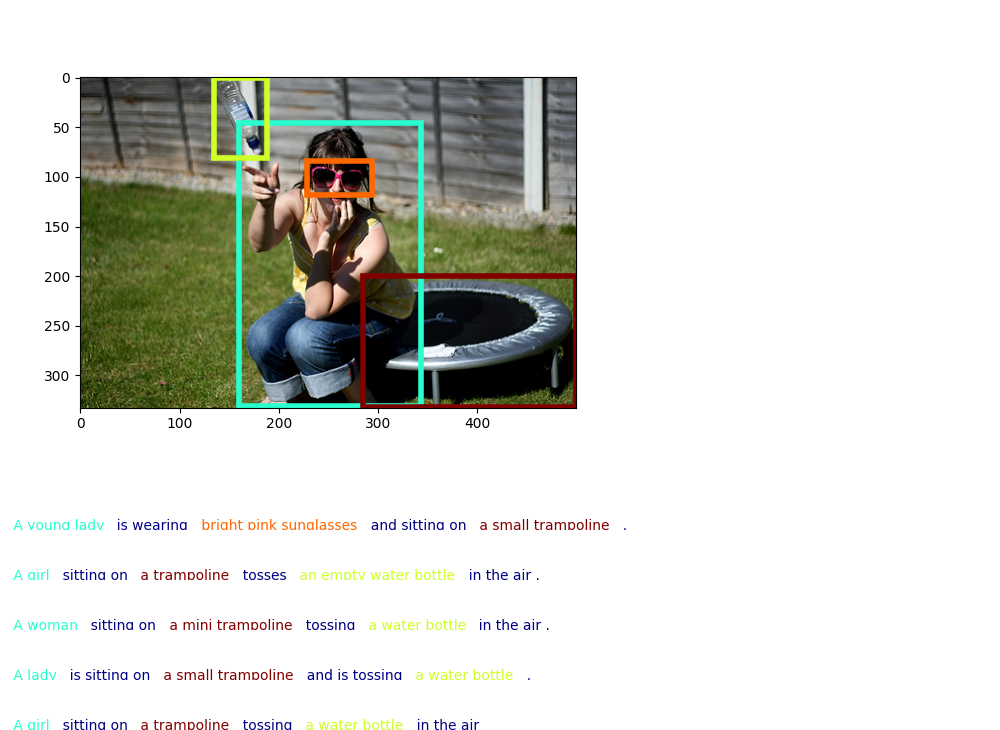 0
50
100
150
200
250
300
0 100 200 300 400
A young lady is wearing bright pink sunglasses and sitting on a small trampoline .
A girl sitting on a trampoline tosses an empty water bottle in the air .
A woman sitting on a mini trampoline tossing a water bottle in the air .
A lady is sitting on a small trampoline and is tossing a water bottle .
A girl sitting on a trampoline tossing a water bottle in the air